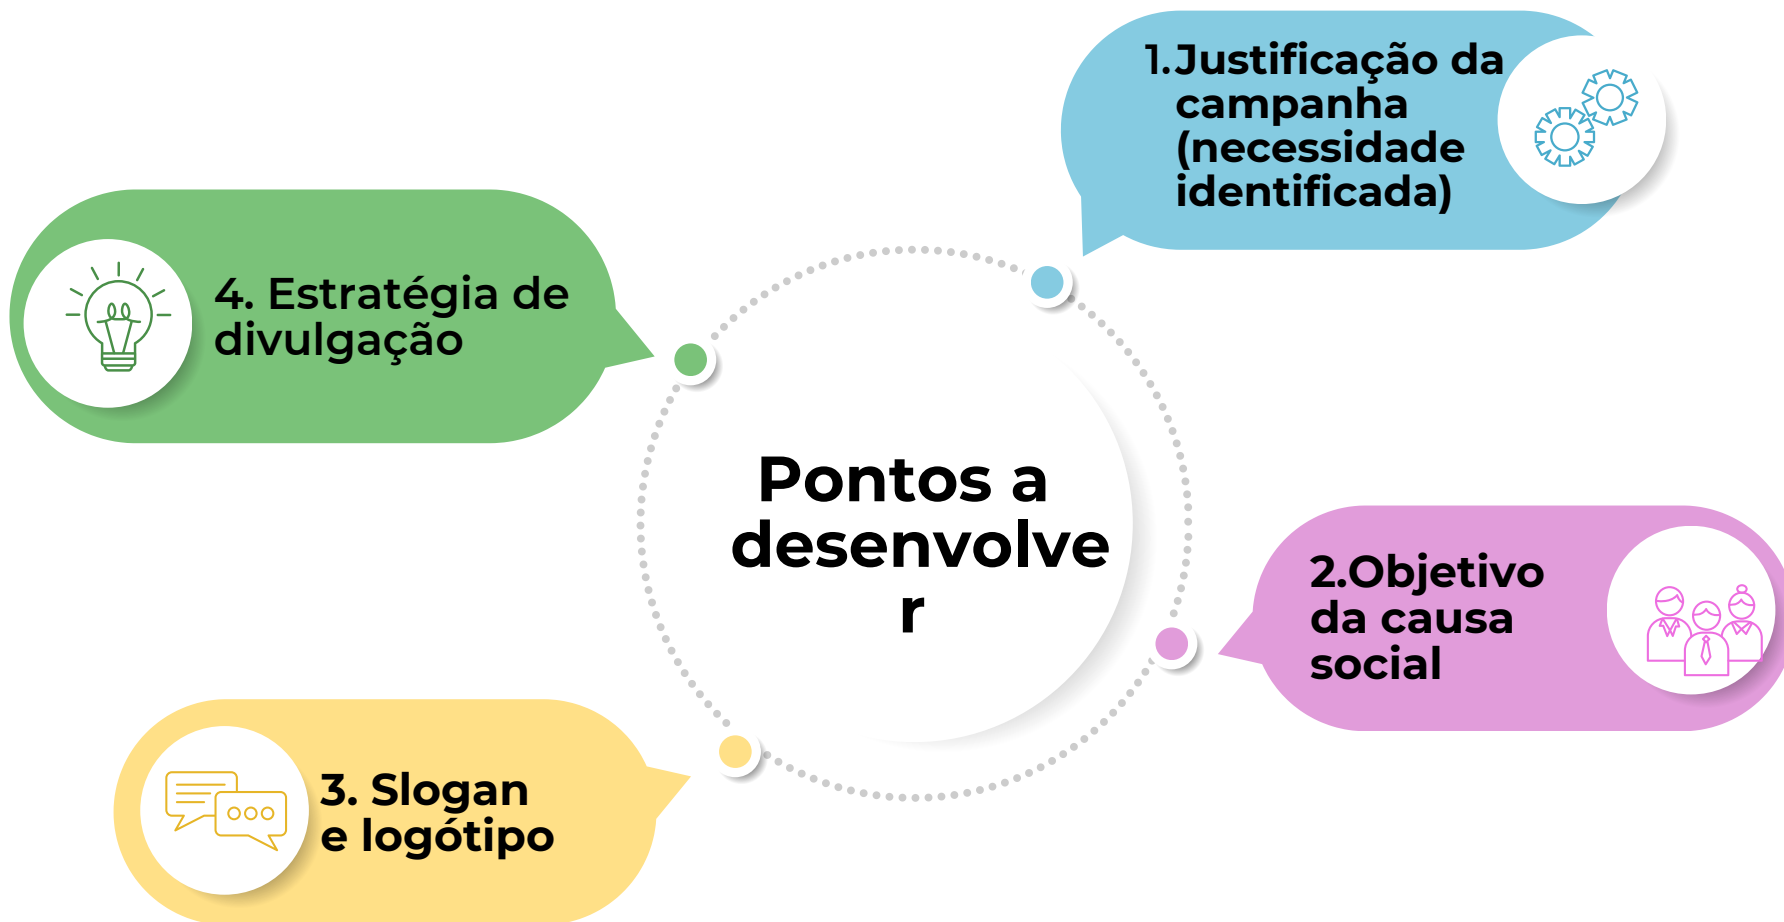 1.Justificação da
campanha
(necessidade
identificada)
4. Estratégia de
divulgação
Pontos a
desenvolve
r
2.Objetivo
da causa
social
3. Slogan
e logótipo